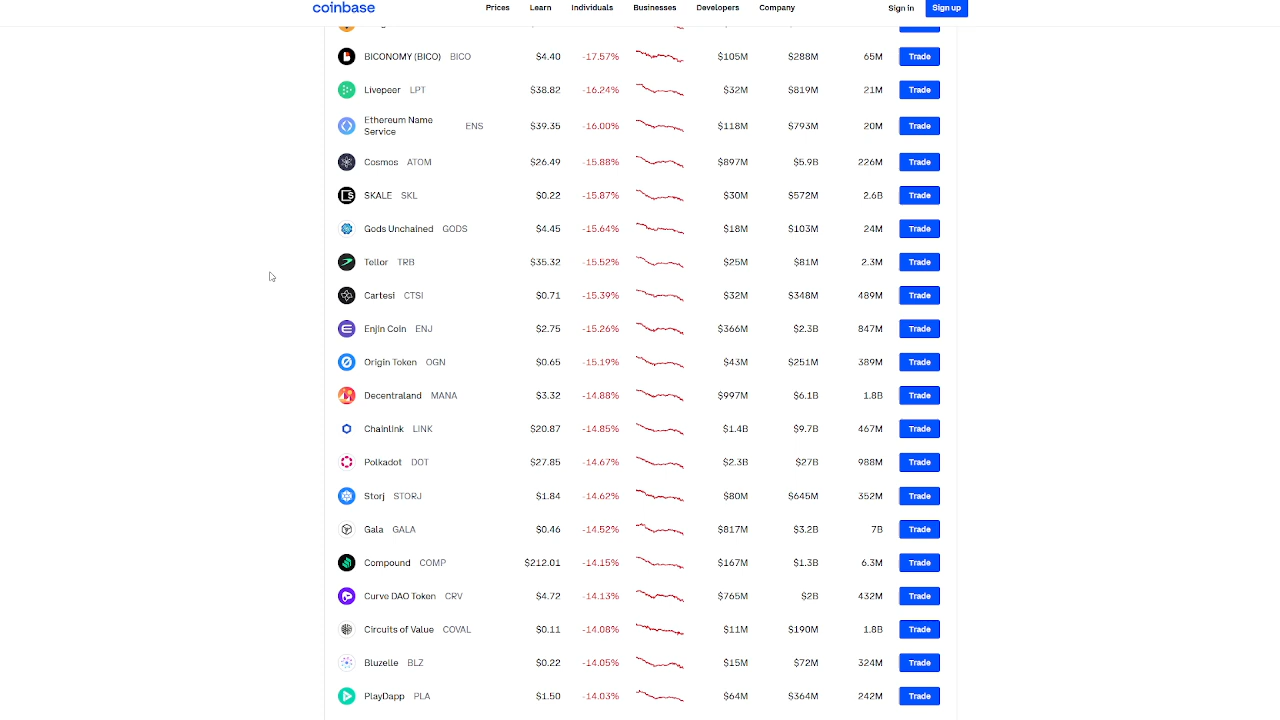 coinbase Prices Learn Individuals Businesses Developers Company Sign in Sign up
BICONOMY (BICO) BICO $4.40 -17.57% $105M $288M 65M Trade
Livepeer LPT $38.82 -16.24% $32M $819M 21M Trade
Ethereum Name Service ENS $39.35 -16.00% $118M $793M 20M Trade
Cosmos ATOM $26.49 -15.88% $897M $5.9B 226M Trade
SKALE SKL $0.22 -15.87% $30M $572M 2.6B Trade
Gods Unchained GODS $4.45 -15.64% $18M $103M 24M Trade
Tellor TRB $35.32 -15.52% $25M $81M 2.3M Trade
Cartesi CTSI $0.71 -15.39% $32M $348M 489M Trade
Enjin Coin ENJ $2.75 -15.26% $366M $2.3B 847M Trade
Origin Token OGN $0.65 -15.19% $43M $251M 389M Trade
Decentraland MANA $3.32 -14.88% $997M $6.1B 1.8B Trade
Chainlink LINK $20.87 -14.85% $1.4B $9.7B 467M Trade
Polkadot DOT $27.85 -14.67% $2.3B $27B 988M Trade
Storj STORJ $1.84 -14.62% $80M $645M 352M Trade
Gala GALA $0.46 -14.52% $817M $3.2B 7B Trade
Compound COMP $212.01 -14.15% $167M $1.3B 6.3M Trade
Curve DAO Token CRV $4.72 -14.13% $765M $2B 432M Trade
Circuits of Value COVAL $0.11 -14.08% $11M $190M 1.8B Trade
Bluzelle BLZ $0.22 -14.05% $15M $72M 324M Trade
PlayDapp PLA $1.50 -14.03% $64M $364M 242M Trade